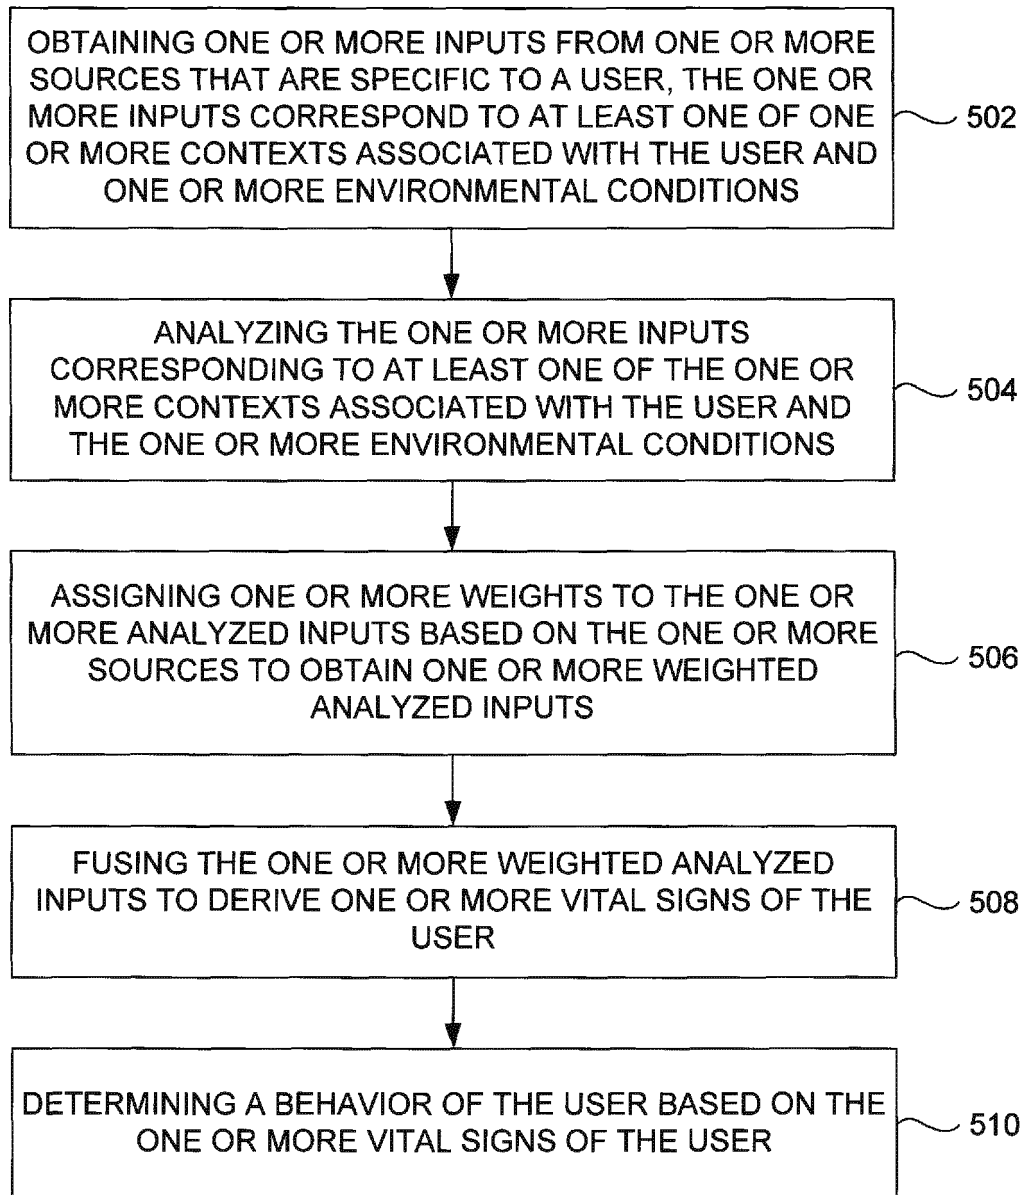 OBTAINING ONE OR MORE INPUTS FROM ONE OR MORE
SOURCES THAT ARE SPECIFIC TO A USER, THE ONE OR
MORE INPUTS CORRESPOND TO AT LEAST ONE OF ONE
OR MORE CONTEXTS ASSOCIATED WITH THE USER AND
ONE OR MORE ENVIRONMENTAL CONDITIONS
502
ANALYZING THE ONE OR MORE INPUTS
CORRESPONDING TO AT LEAST ONE OF THE ONE OR
MORE CONTEXTS ASSOCIATED WITH THE USER AND
THE ONE OR MORE ENVIRONMENTAL CONDITIONS
504
ASSIGNING ONE OR MORE WEIGHTS TO THE ONE OR
MORE ANALYZED INPUTS BASED ON THE ONE OR MORE
SOURCES TO OBTAIN ONE OR MORE WEIGHTED
ANALYZED INPUTS
506
FUSING THE ONE OR MORE WEIGHTED ANALYZED
INPUTS TO DERIVE ONE OR MORE VITAL SIGNS OF THE
USER
508
DETERMINING A BEHAVIOR OF THE USER BASED ON THE
ONE OR MORE VITAL SIGNS OF THE USER
510